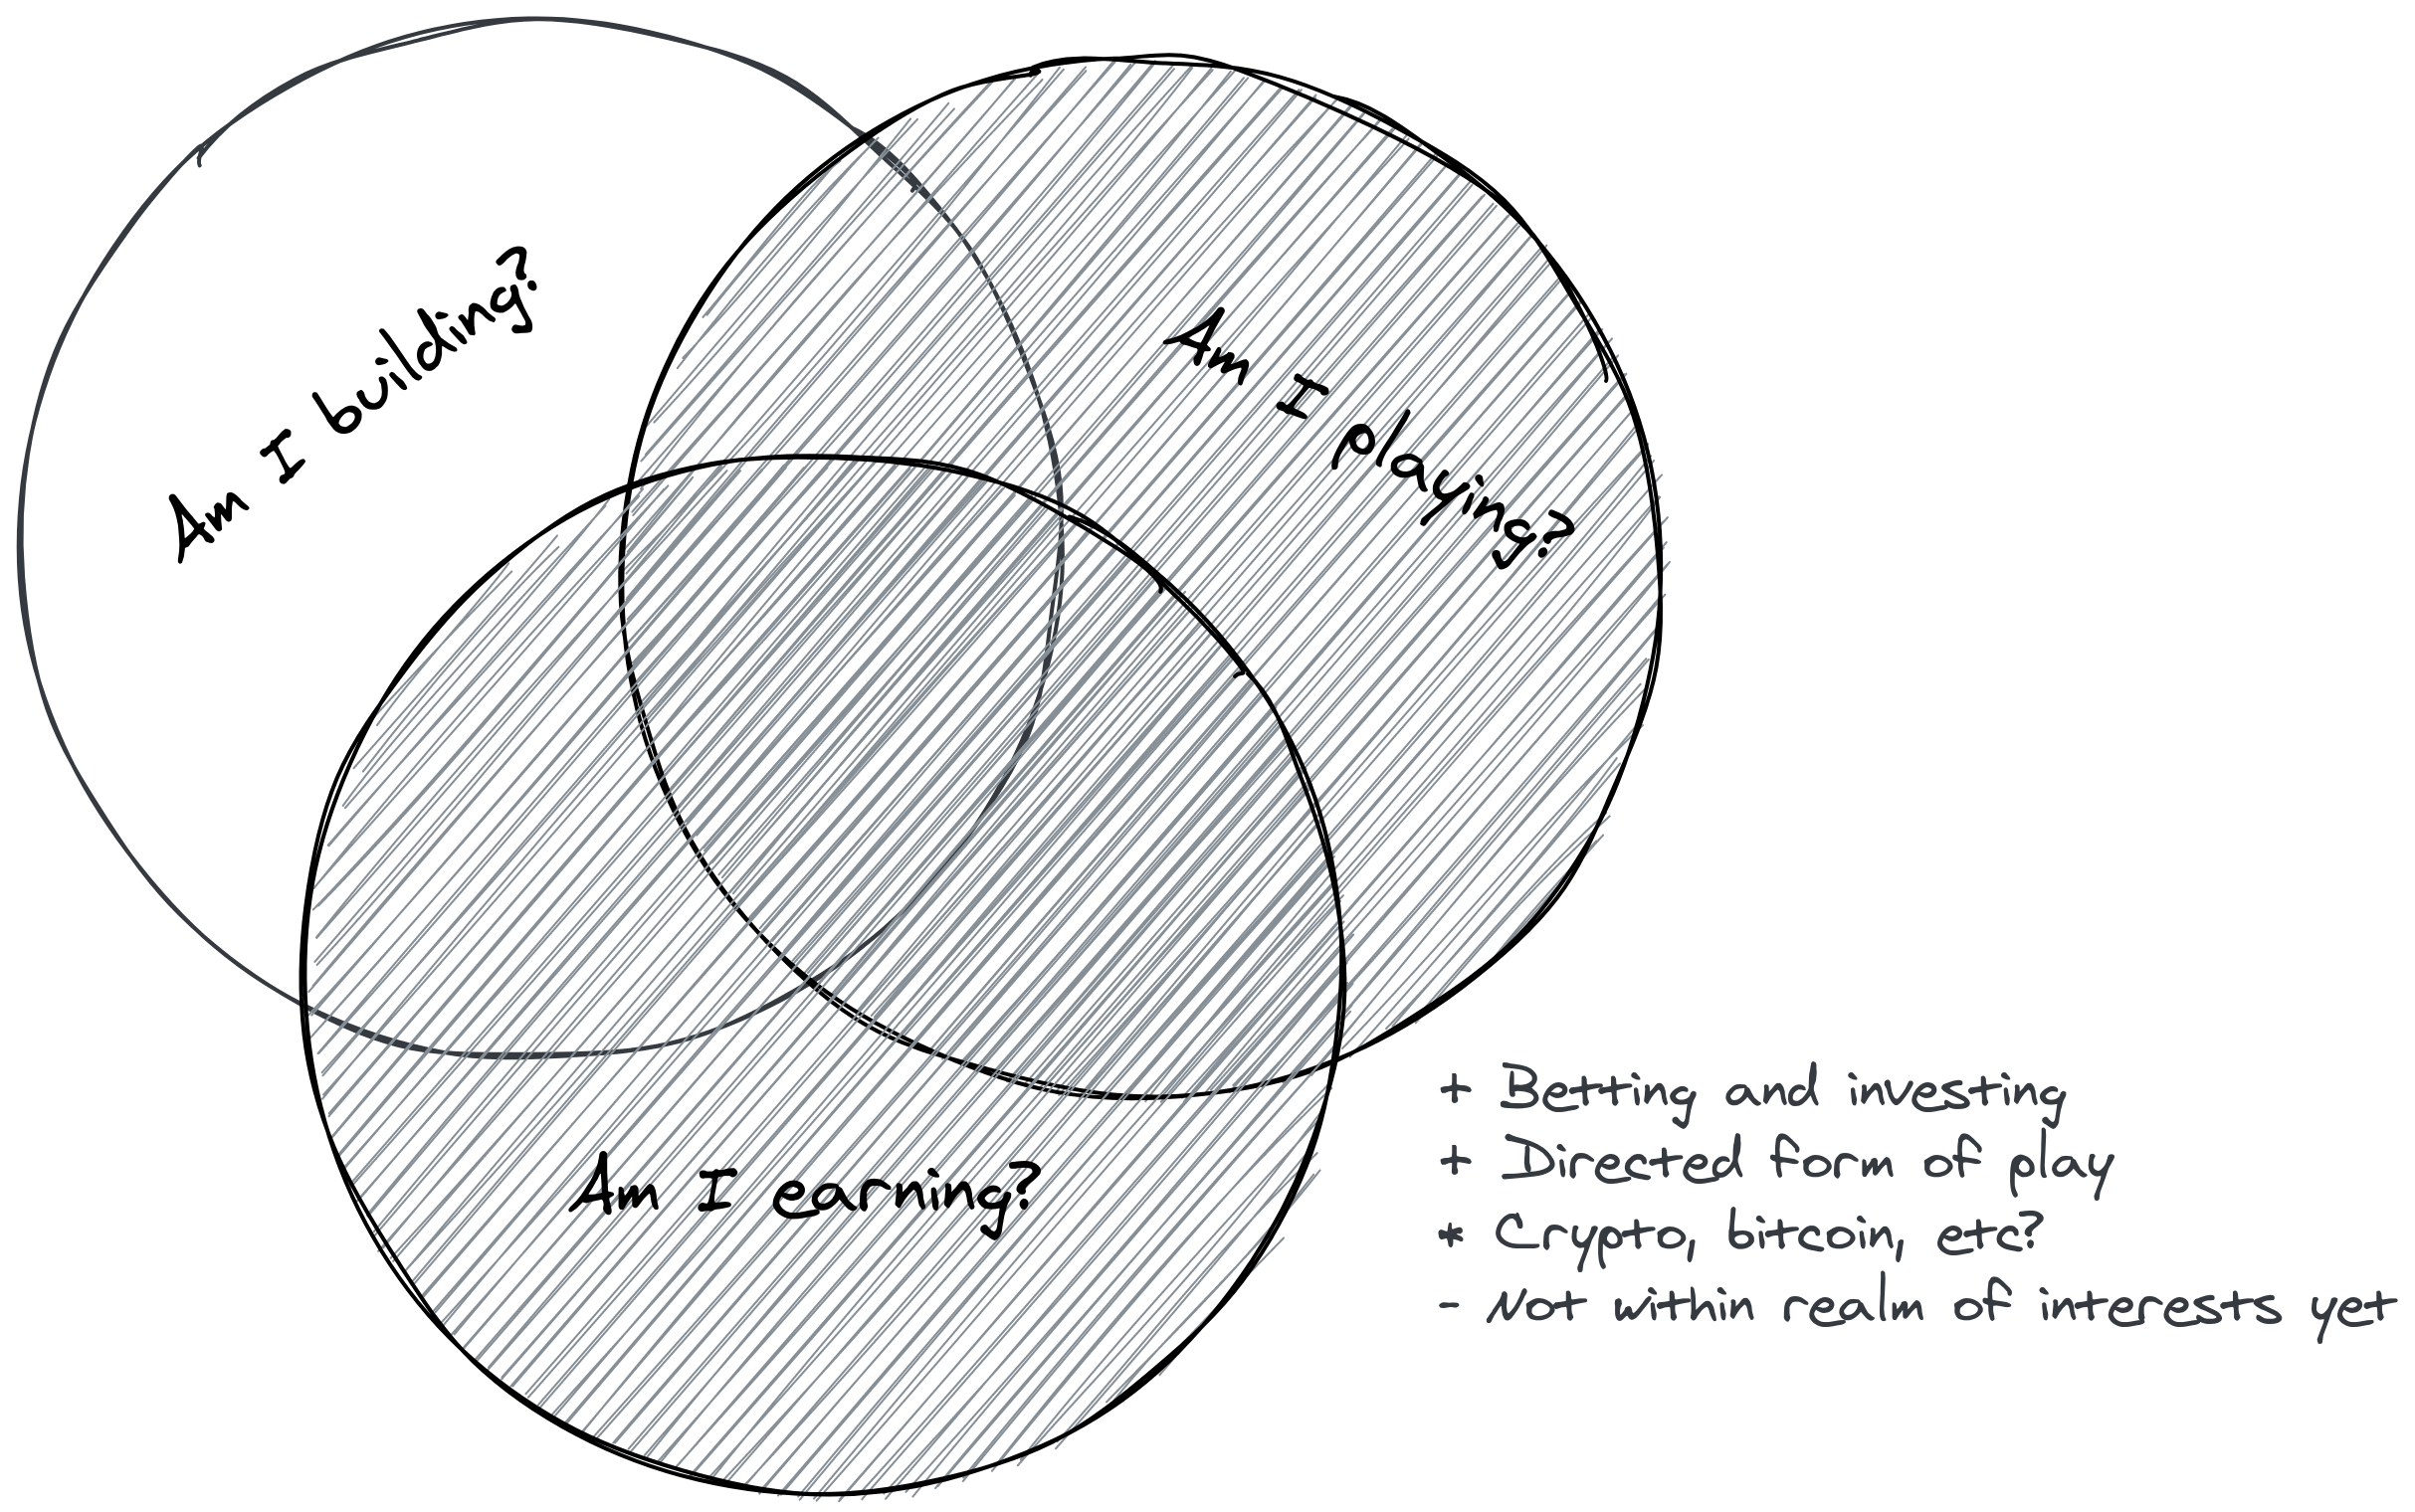 Am I building?
Am I playing?
Am I earning?
+ Betting and investing
+ Directed form of play
* Crypto, bitcoin, etc?
- Not within realm of interests yet